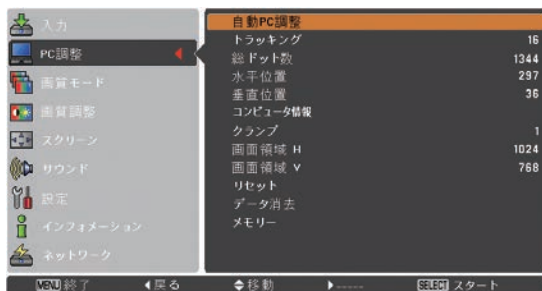 入力
PC調整
画質モード
画質調整
スクリーン
サウンド
設定
インフォメーション
ネットワーク
自動PC調整
トラッキング 16
総ドット数 1344
水平位置 297
垂直位置 36
コンピュータ情報
クランプ 1
画面領域 H 1024
画面領域 V 768
リセット
データ消去
メモリー
MENU 終了 戻る 移動 ----- SELECT スタート